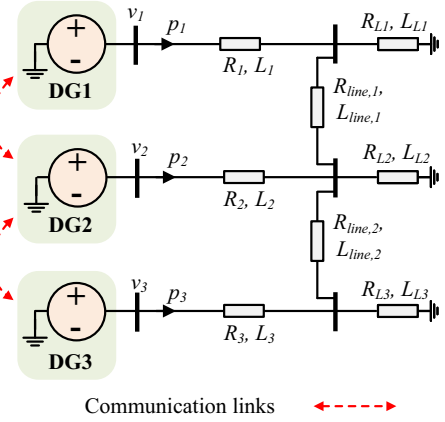 v1 p1
+
-
DG1
R1, L1
RL1, LL1
Rline,1,
Lline,1
v2 p2
+
-
DG2
R2, L2
RL2, LL2
Rline,2,
Lline,2
v3 p3
+
-
DG3
R3, L3
RL3, LL3
Communication links